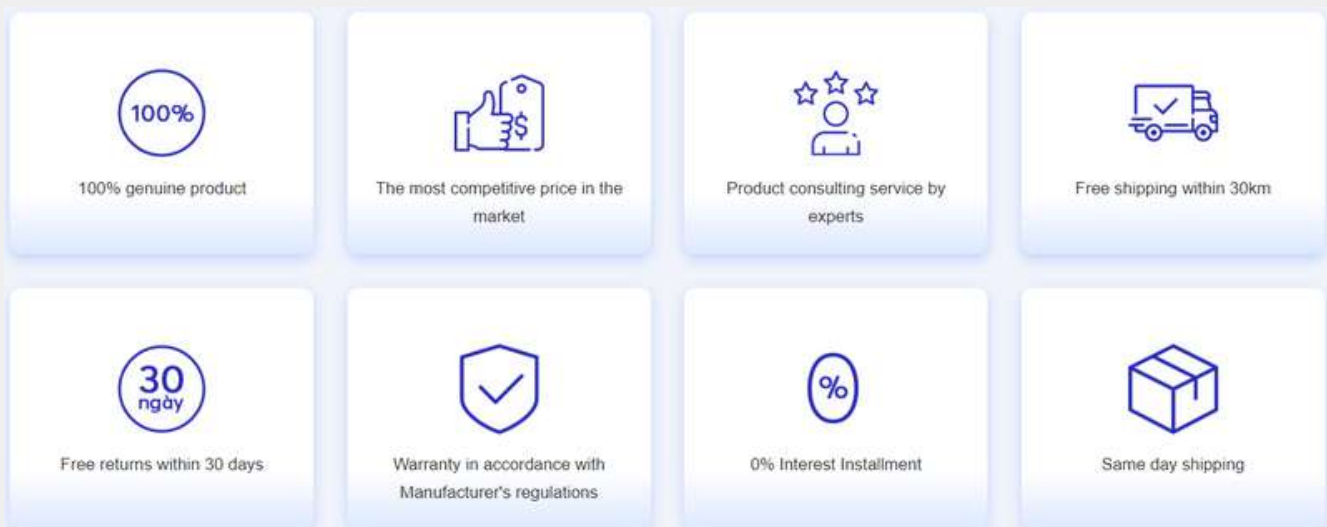 100%
100% genuine product
$
The most competitive price in the
market
Product consulting service by
experts
Free shipping within 30km
30
ngày
Free returns within 30 days
Warranty in accordance with
Manufacturer's regulations
%
0% Interest Installment
Same day shipping